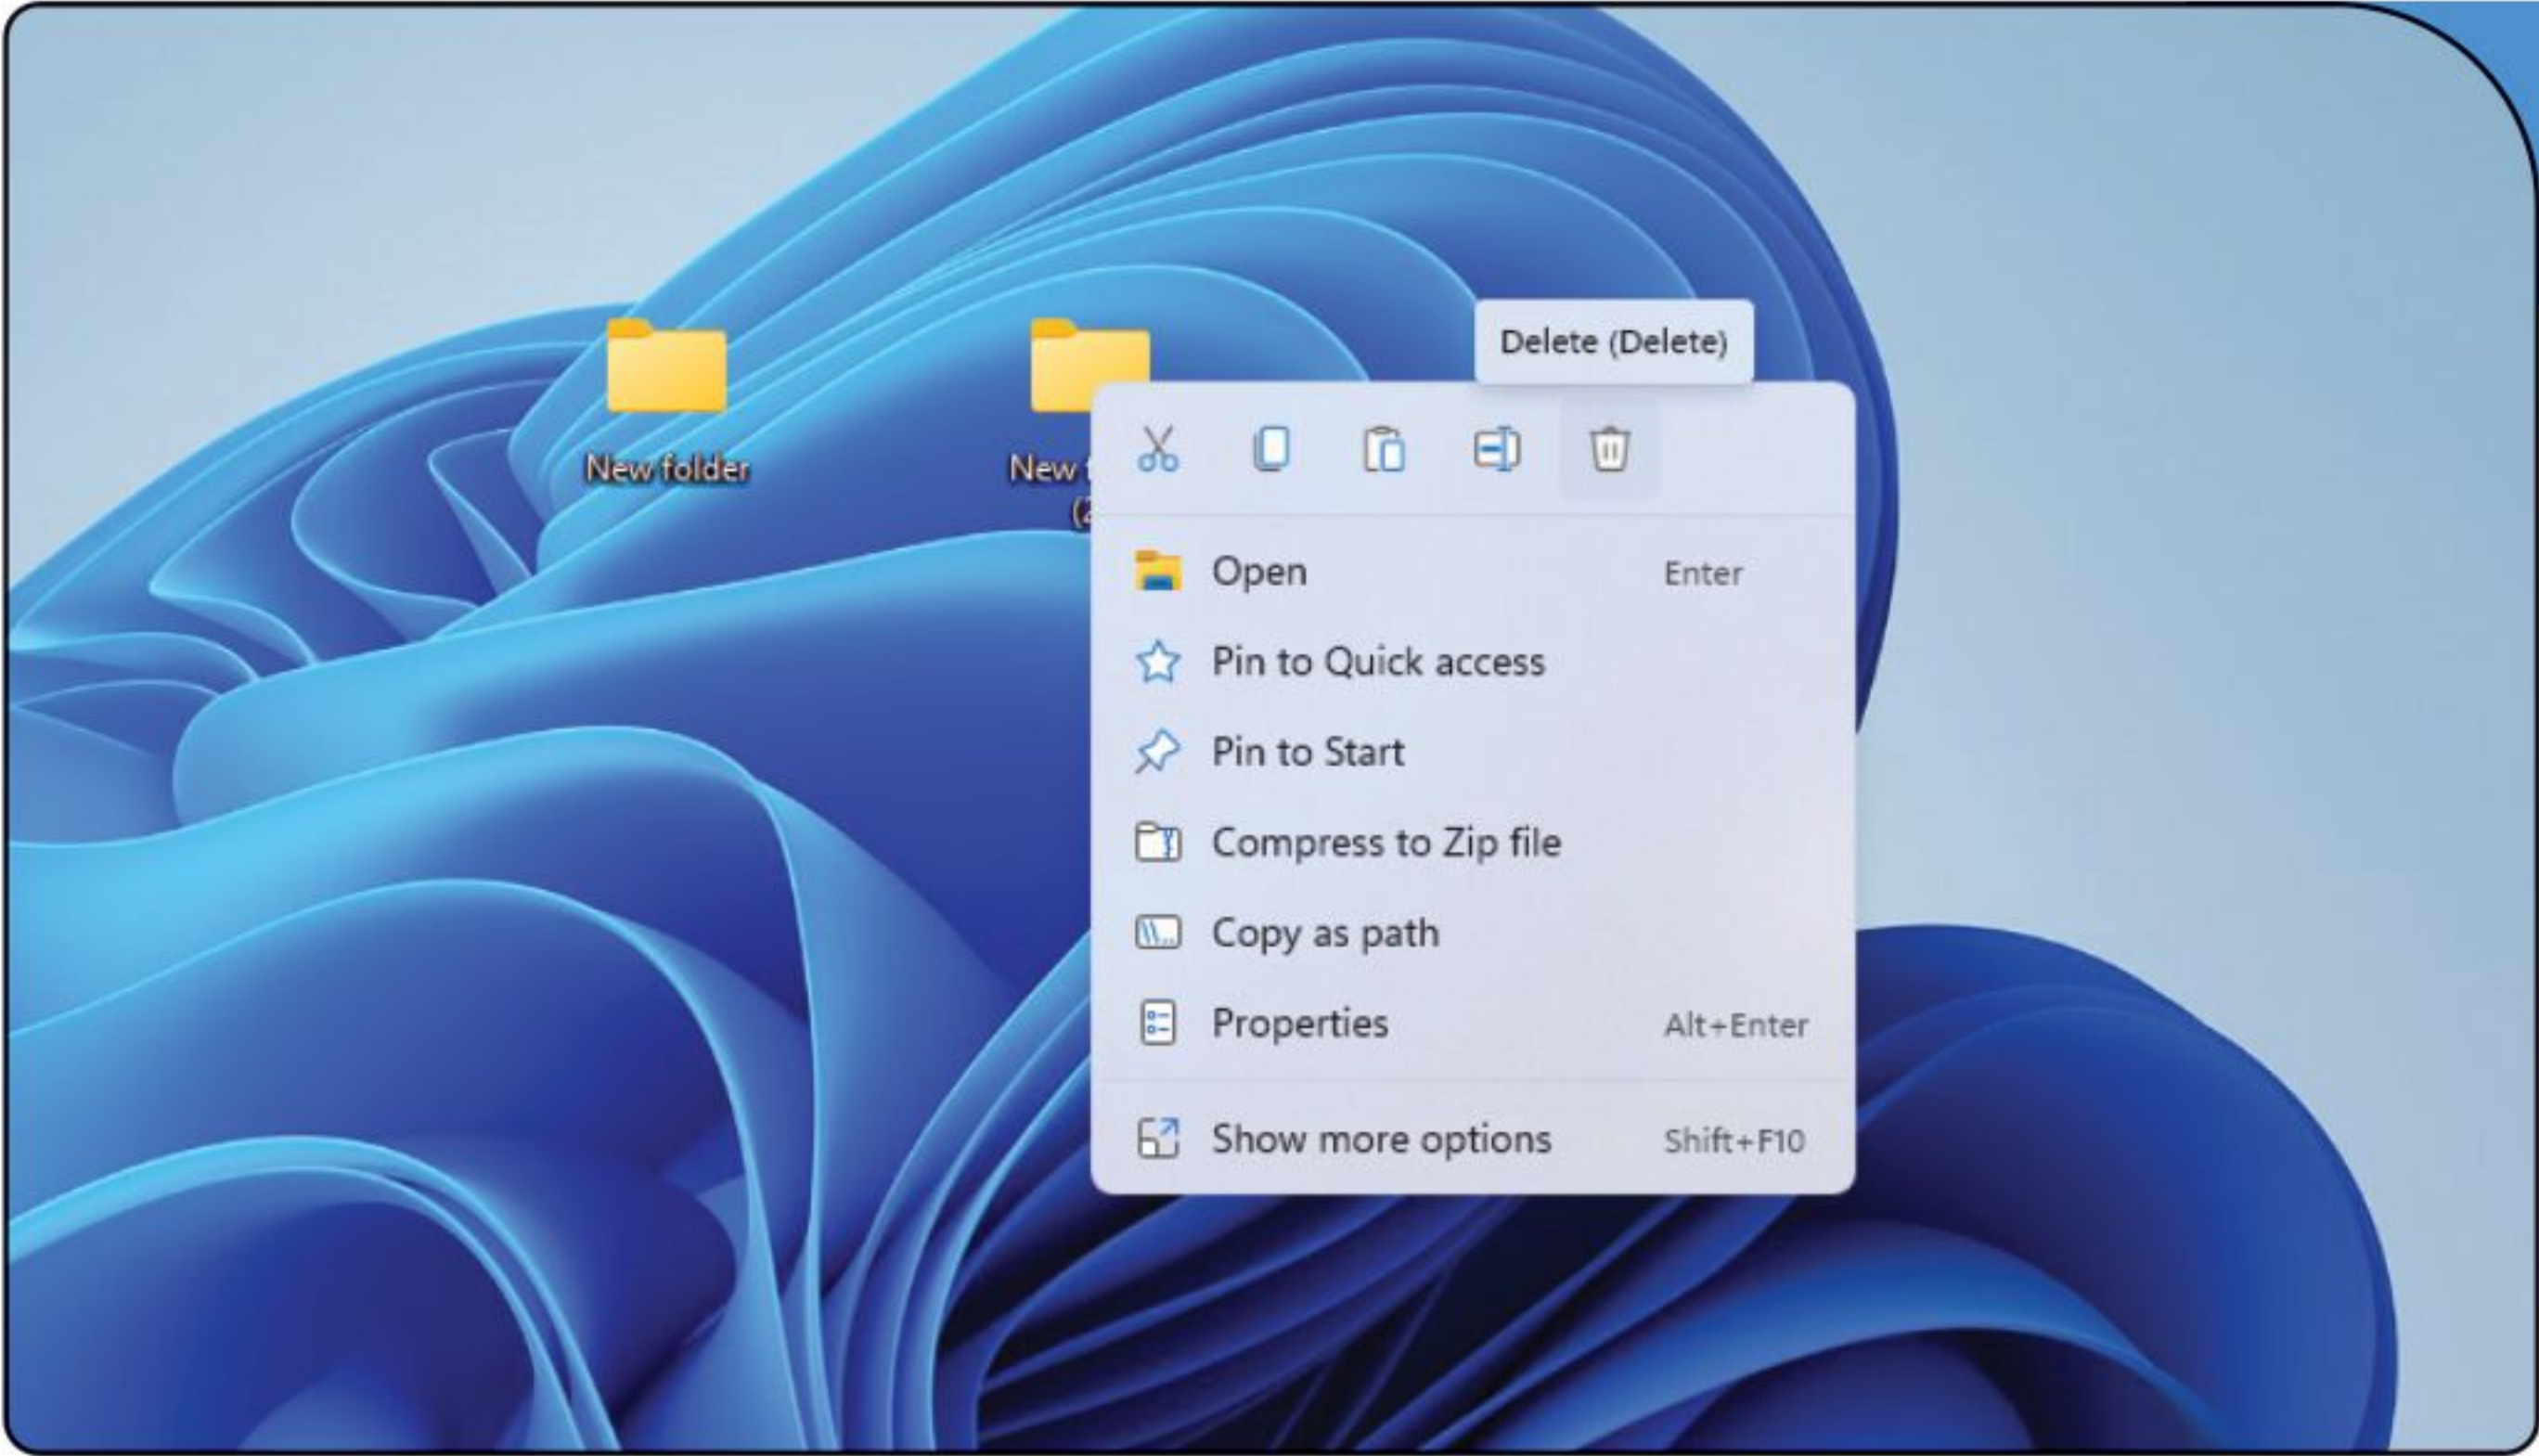 New folder
New
(2
Delete (Delete)
Open Enter
Pin to Quick access
Pin to Start
Compress to Zip file
Copy as path
Properties Alt+Enter
Show more options Shift+F10